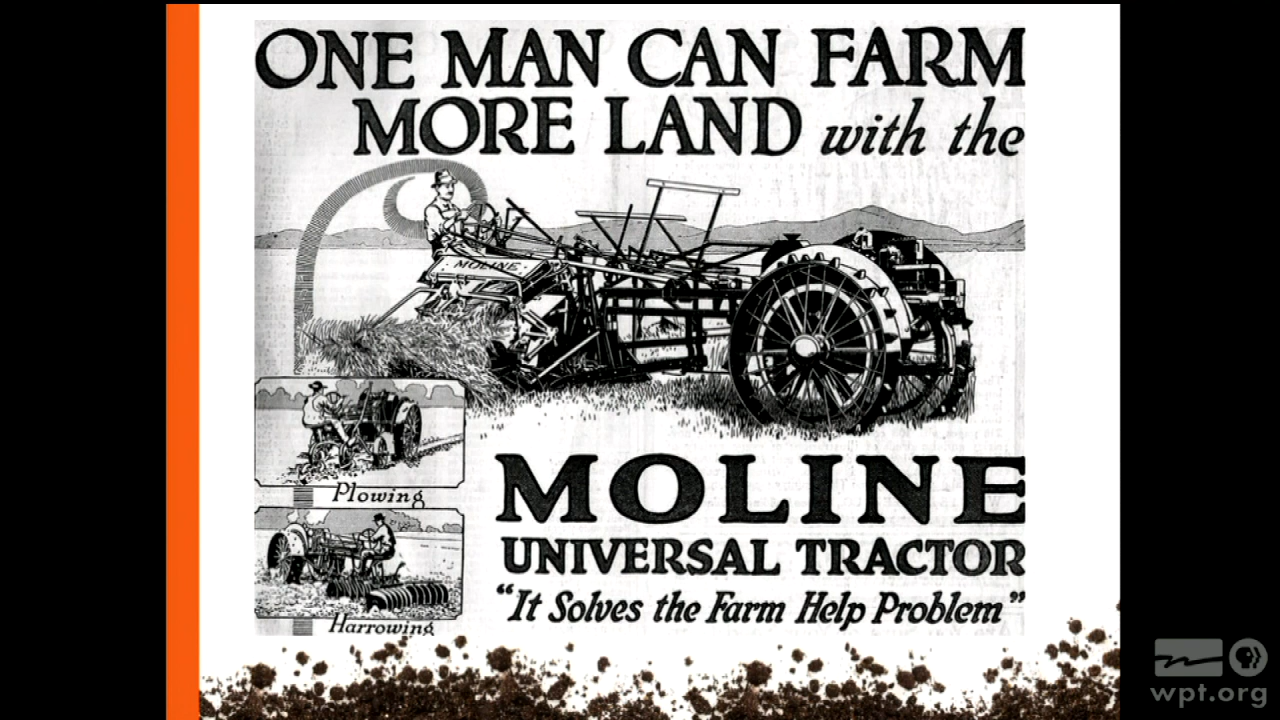 ONE MAN CAN FARM
MORE LAND with the
MOLINE
Plowing
Harrowing
MOLINE
UNIVERSAL TRACTOR
"It Solves the Farm Help Problem"
wpt.org